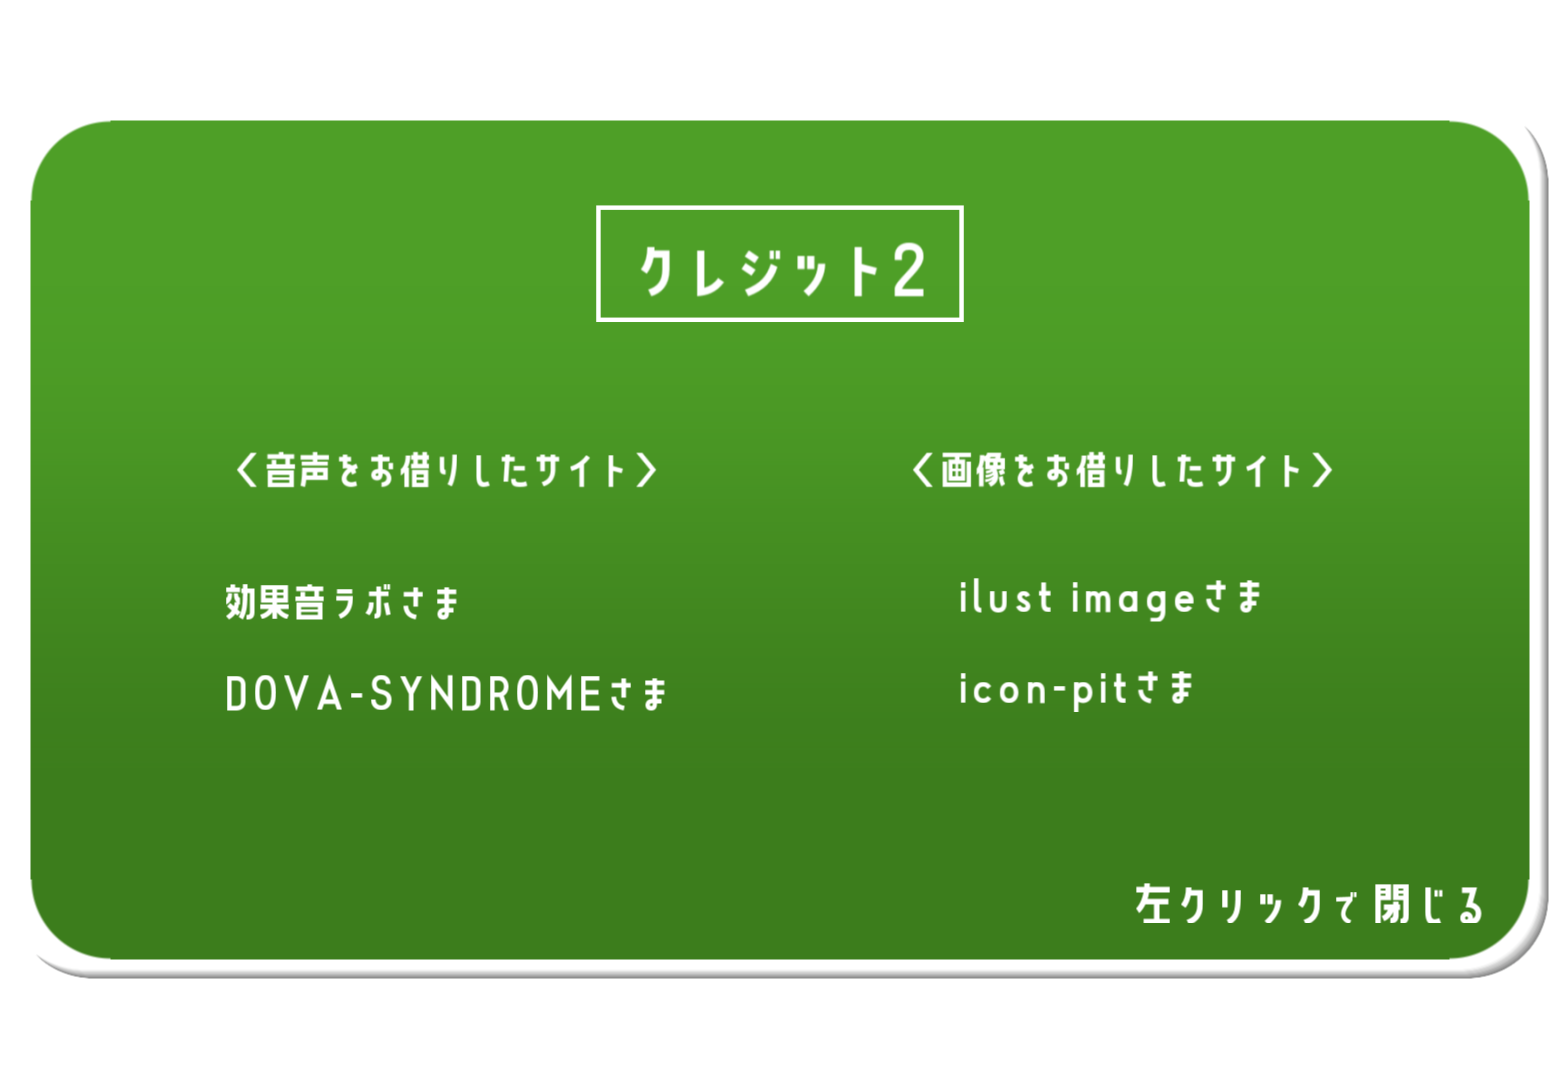 クレジット2
〈音声をお借りしたサイト〉
効果音ラボさま
DOVA-SYNDROMEさま
〈画像をお借りしたサイト〉
ilust imageさま
icon-pitさま
左クリックで閉じる